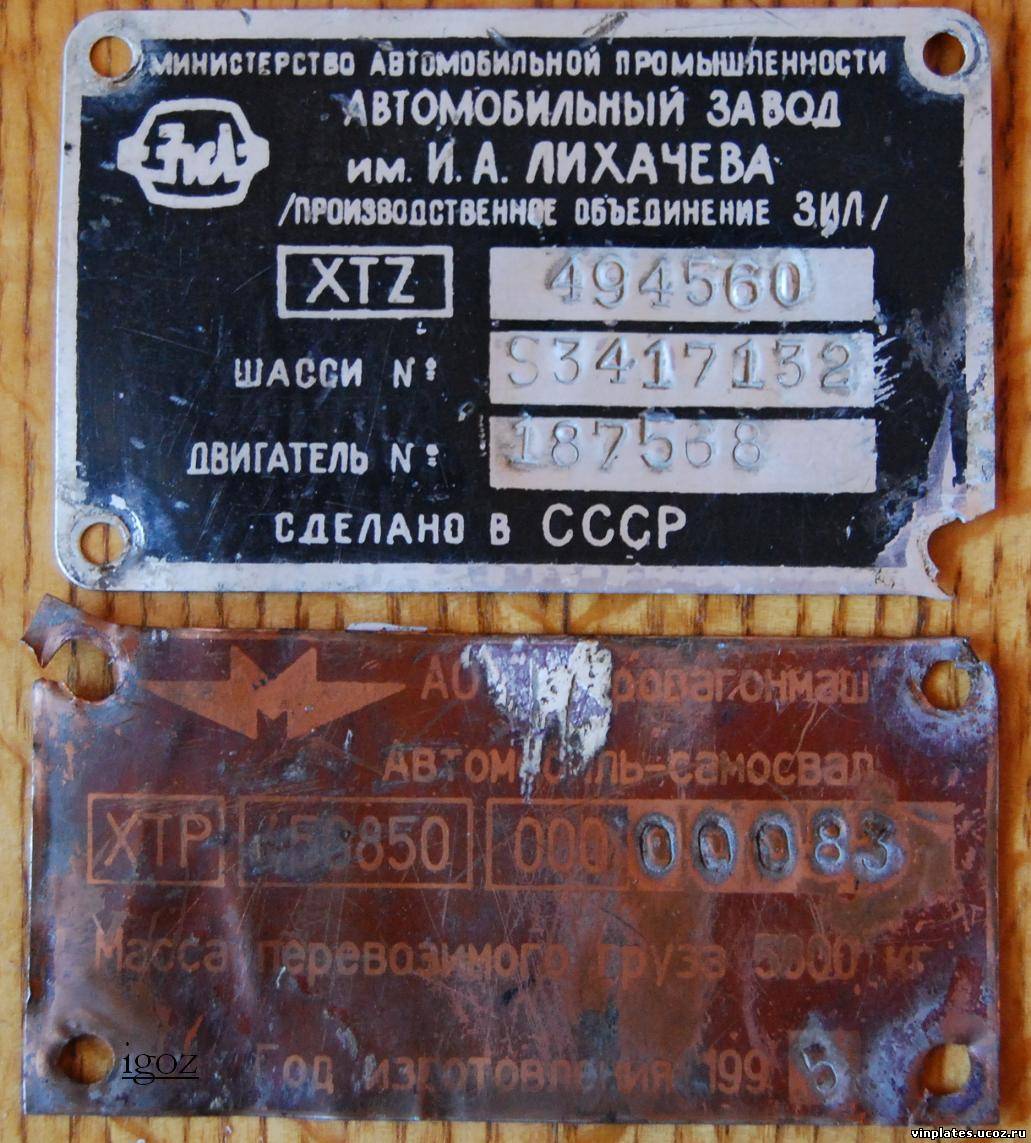 МИНИСТЕРСТВО АВТОМОБИЛЬНОЙ ПРОМЫШЛЕННОСТИ
АВТОМОБИЛЬНЫЙ ЗАВОД
ЗиЛ
им. И. А. ЛИХАЧЕВА
/ПРОИЗВОДСТВЕННОЕ ОБЪЕДИНЕНИЕ ЗИЛ/
XTZ 494560
ШАССИ № S3417132
ДВИГАТЕЛЬ № 187568
СДЕЛАНО В СССР
М АО
Автомобиль-самосвал
XTP 000 00083
Масса перевозимого груза 5000 кг
Год изготовления 199 5
igoz
vinplates.ucoz.ru